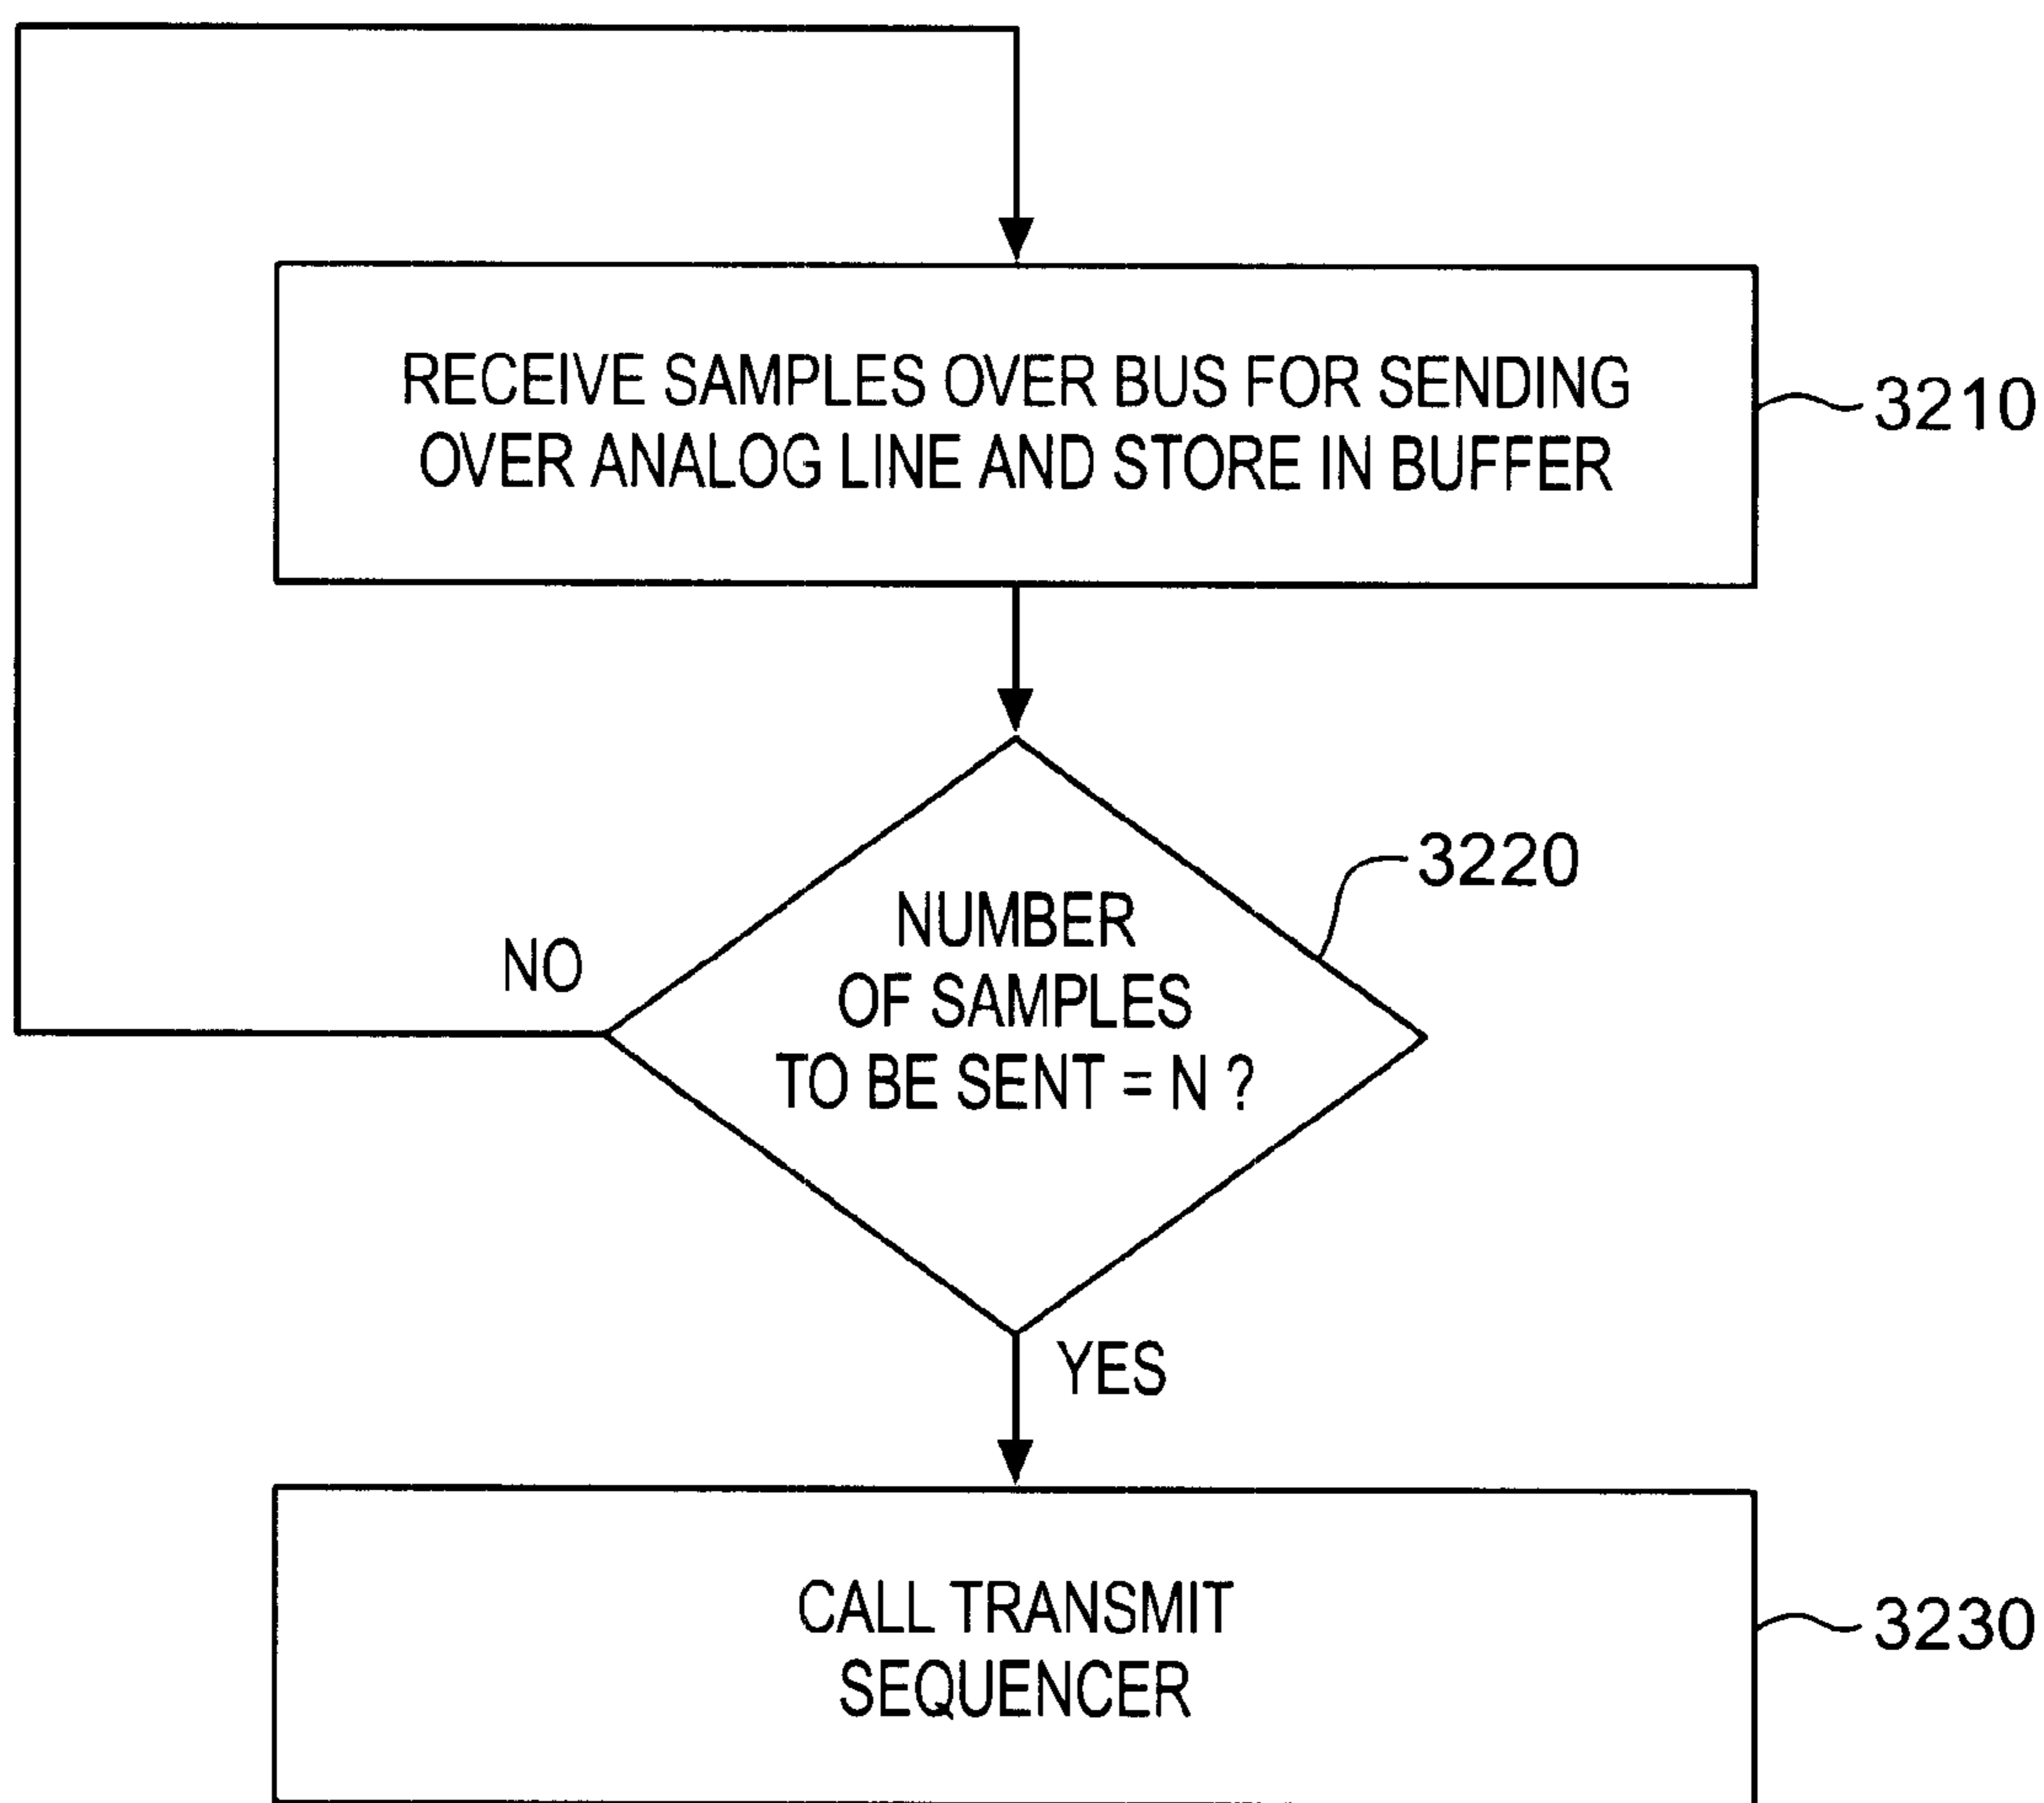 RECEIVE SAMPLES OVER BUS FOR SENDING
OVER ANALOG LINE AND STORE IN BUFFER
3210
3220
NUMBER
OF SAMPLES
TO BE SENT = N ?
NO
YES
CALL TRANSMIT
SEQUENCER
3230